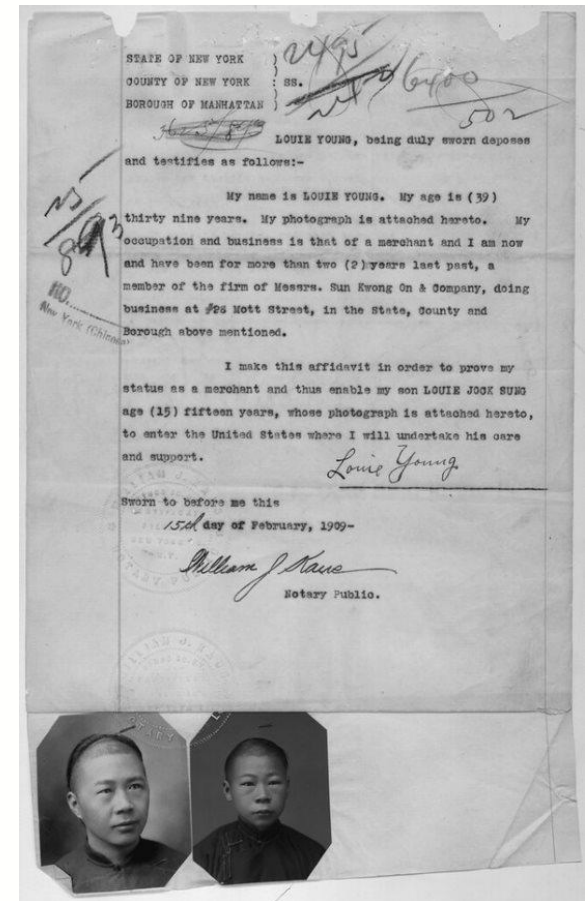 STATE OF NEW YORK ) 2495
COUNTY OF NEW YORK : SS. 6400
BOROUGH OF MANHATTAN ) 502
LOUIE YOUNG, being duly sworn deposes
and testifies as follows:-
My name is LOUIE YOUNG. My age is (39)
thirty nine years. My photograph is attached hereto. My
occupation and business is that of a merchant and I am now
and have been for more than two (2) years last past, a
member of the firm of Messrs. Sun Kwong On & Company, doing
business at #26 Mott Street, in the State, County and
Borough above mentioned.
25
893
NO.
New York (Chinese)
I make this affidavit in order to prove my
status as a merchant and thus enable my son LOUIE JOCK SUNG
age (15) fifteen years, whose photograph is attached hereto,
to enter the United States where I will undertake his care
and support.
Louie Young
Sworn to before me this
15th day of February, 1909-
William J Kaus
Notary Public.